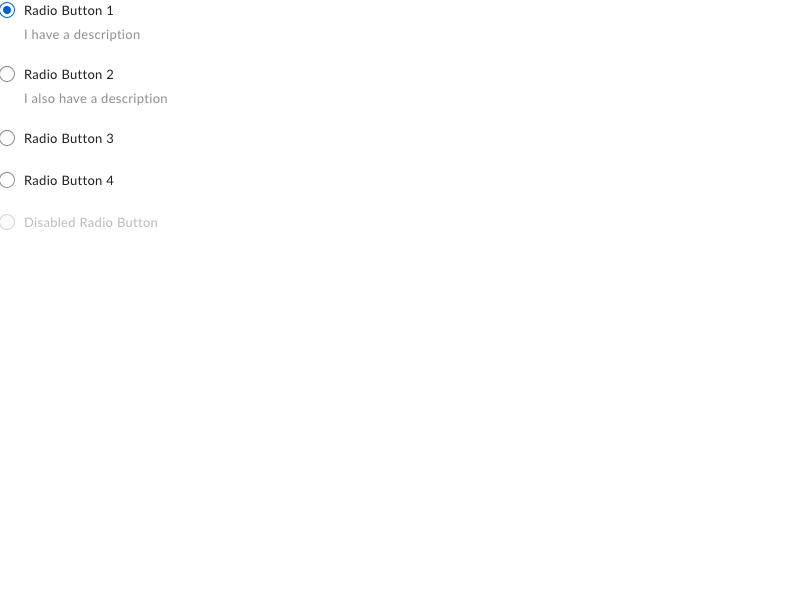 Radio Button 1
I have a description
Radio Button 2
I also have a description
Radio Button 3
Radio Button 4
Disabled Radio Button